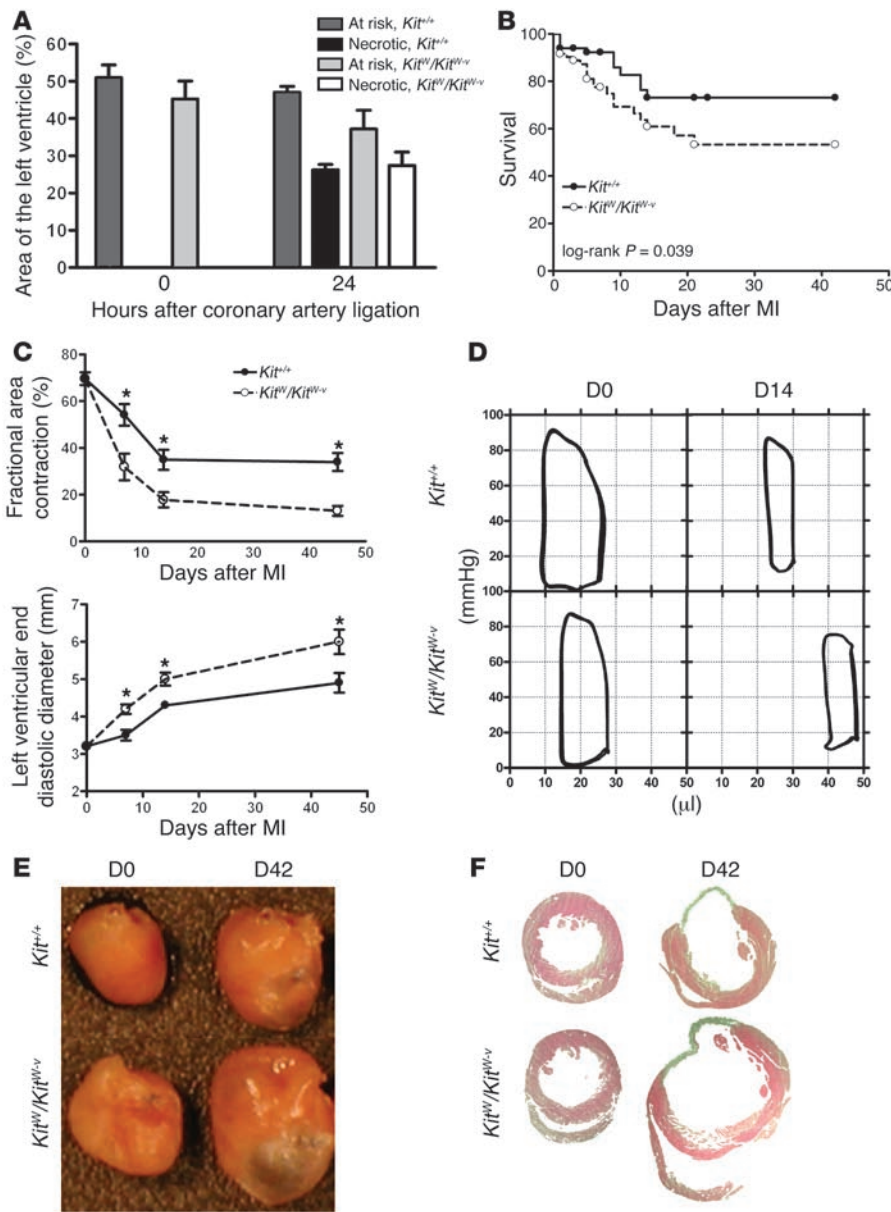 A
Area of the left ventricle (%)
60
50
40
30
50
10
0
At risk, Kit+/+
Necrotic, Kit+/+
At risk, KitW/KitW-v
Necrotic, KitW/KitW-v
0 24
Hours after coronary artery ligation
B
Survival
100
80
60
40
20
0
Kit+/+
KitW/KitW-v
log-rank P = 0.039
0 10 20 30 40 50
Days after MI
C
Fractional area
contraction (%)
80
60
40
20
0
Kit+/+
KitW/KitW-v
* * *
0 10 20 30 40 50
Days after MI
Left ventricular end
diastolic diameter (mm)
7
6
5
4
3
2
* * *
0 10 20 30 40 50
Days after MI
D
D0 D14
Kit+/+
KitW/KitW-v
(mmHg)
100
80
60
40
20
100
80
60
40
20
0
0 10 20 30 40 50 10 20 30 40 50
(µl)
E
D0 D42
Kit+/+
KitW/KitW-v
F
D0 D42
Kit+/+
KitW/KitW-v